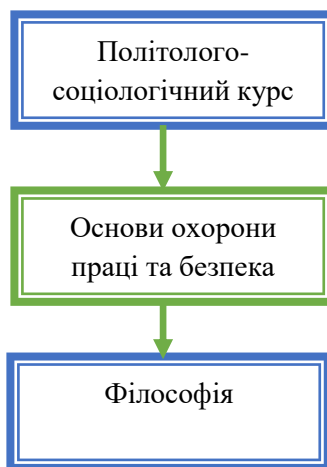 Політолого-
соціологічний курс
Основи охорони
праці та безпека
Філософія